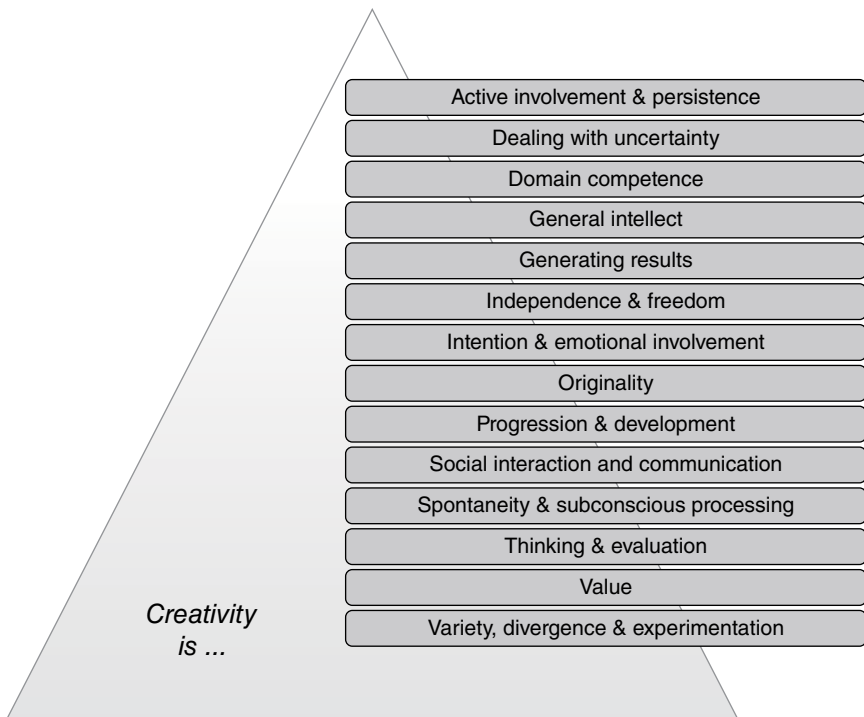 Active involvement & persistence
Dealing with uncertainty
Domain competence
General intellect
Generating results
Independence & freedom
Intention & emotional involvement
Originality
Progression & development
Social interaction and communication
Spontaneity & subconscious processing
Thinking & evaluation
Value
Variety, divergence & experimentation
Creativity
is ...